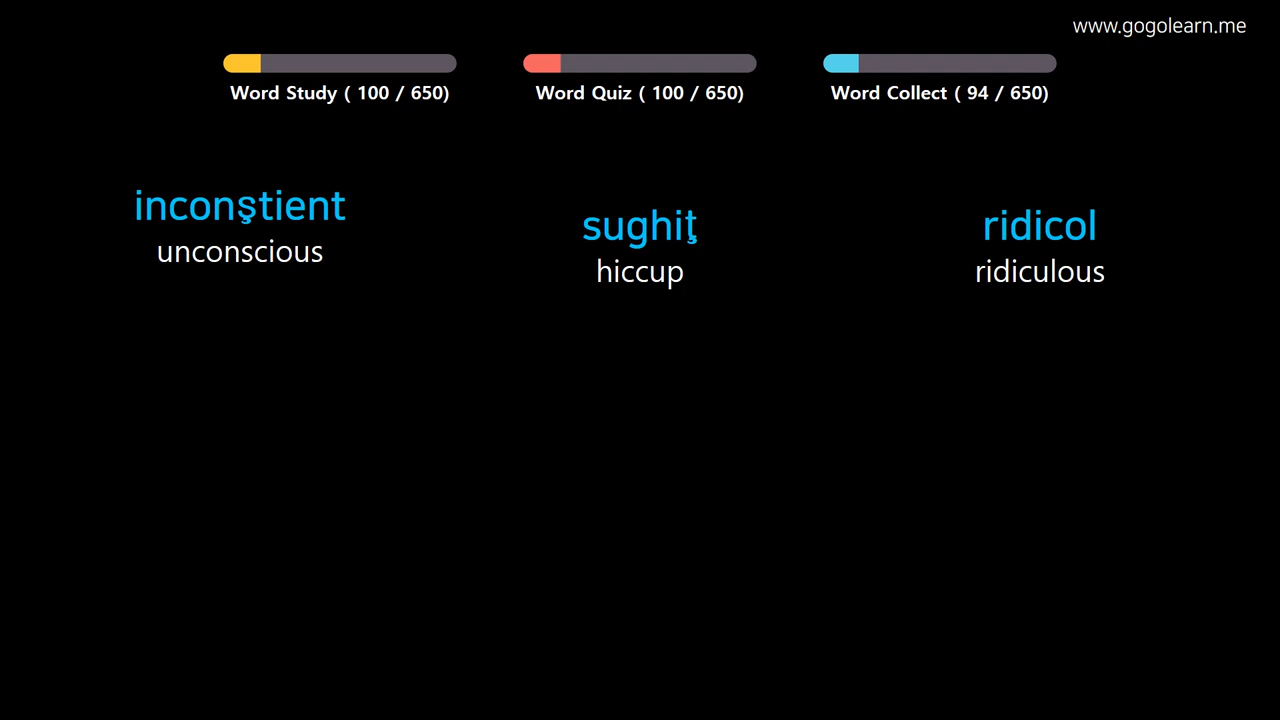 www.gogolearn.me
Word Study ( 100 / 650)
Word Quiz ( 100 / 650)
Word Collect ( 94 / 650)
inconştient
unconscious
sughiţ
hiccup
ridicol
ridiculous